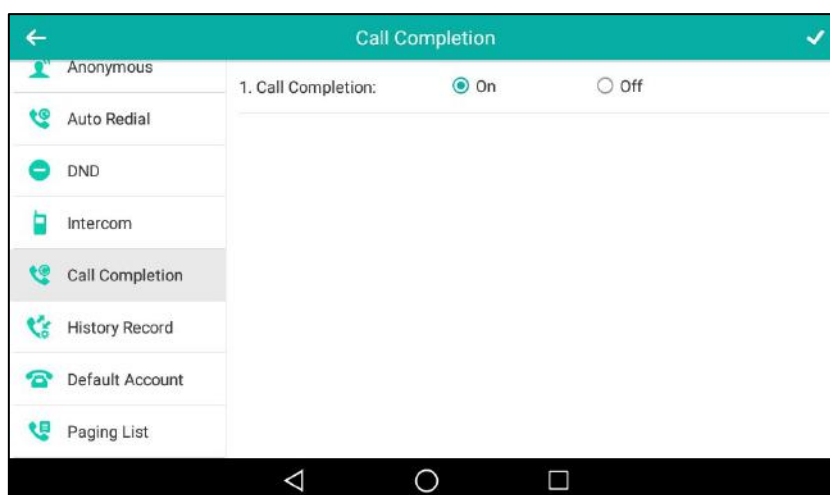 Call Completion
Anonymous
1. Call Completion: On Off
Auto Redial
DND
Intercom
Call Completion
History Record
Default Account
Paging List